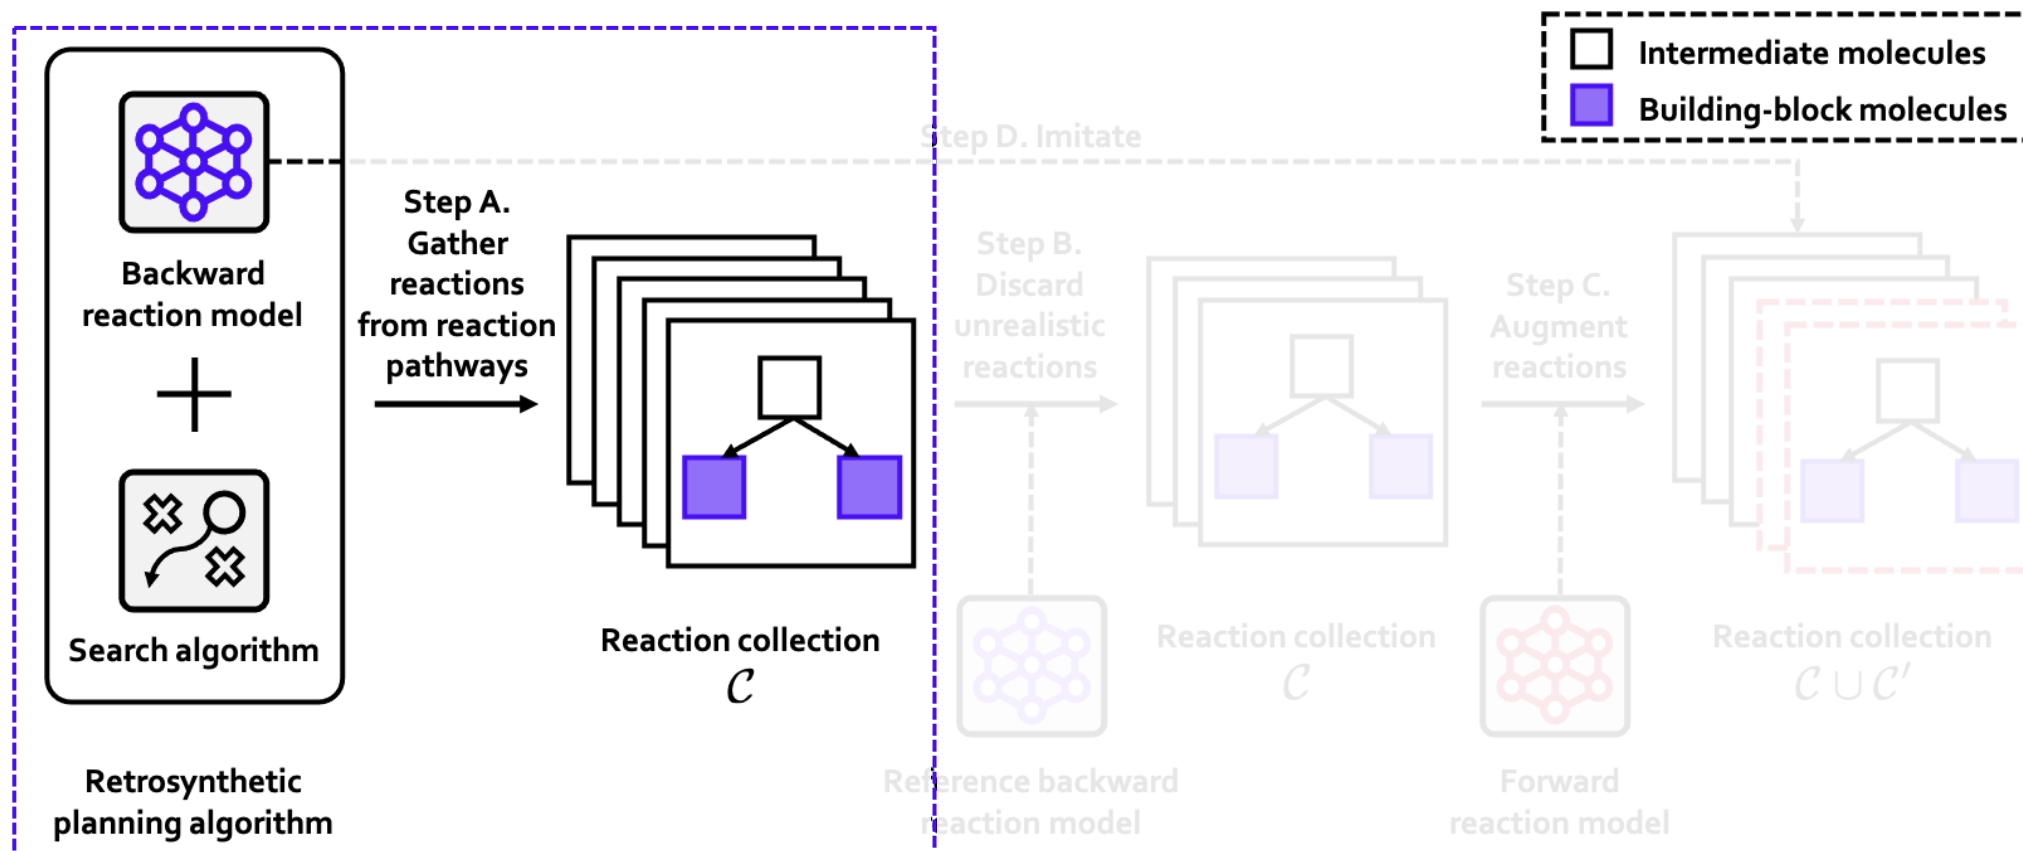 Intermediate molecules
Building-block molecules
Step D. Imitate
Backward
reaction model
Search algorithm
Retrosynthetic
planning algorithm
Step A.
Gather
reactions
from reaction
pathways
Reaction collection
𝒞
Step B.
Discard
unrealistic
reactions
Reference backward
reaction model
Reaction collection
𝒞
Step C.
Augment
reactions
Forward
reaction model
Reaction collection
𝒞 ∪ 𝒞′